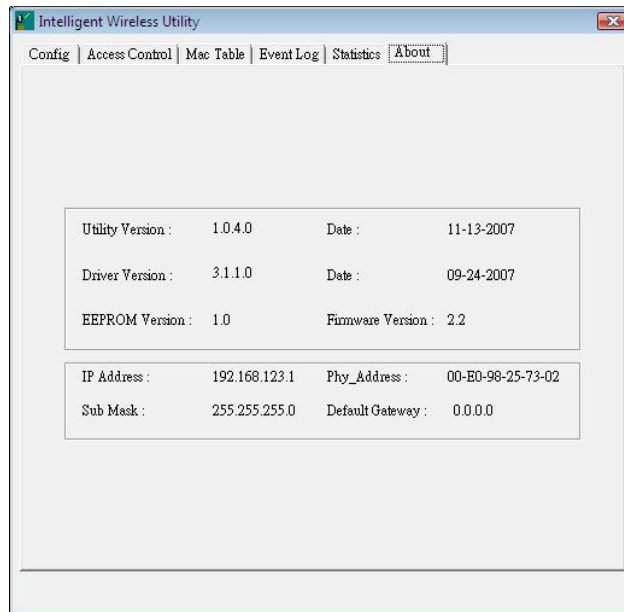 Intelligent Wireless Utility
Config Access Control Mac Table Event Log Statistics About
Utility Version : 1.0.4.0 Date : 11-13-2007
Driver Version : 3.1.1.0 Date : 09-24-2007
EEPROM Version : 1.0 Firmware Version : 2.2
IP Address : 192.168.123.1 Phy_Address : 00-E0-98-25-73-02
Sub Mask : 255.255.255.0 Default Gateway : 0.0.0.0